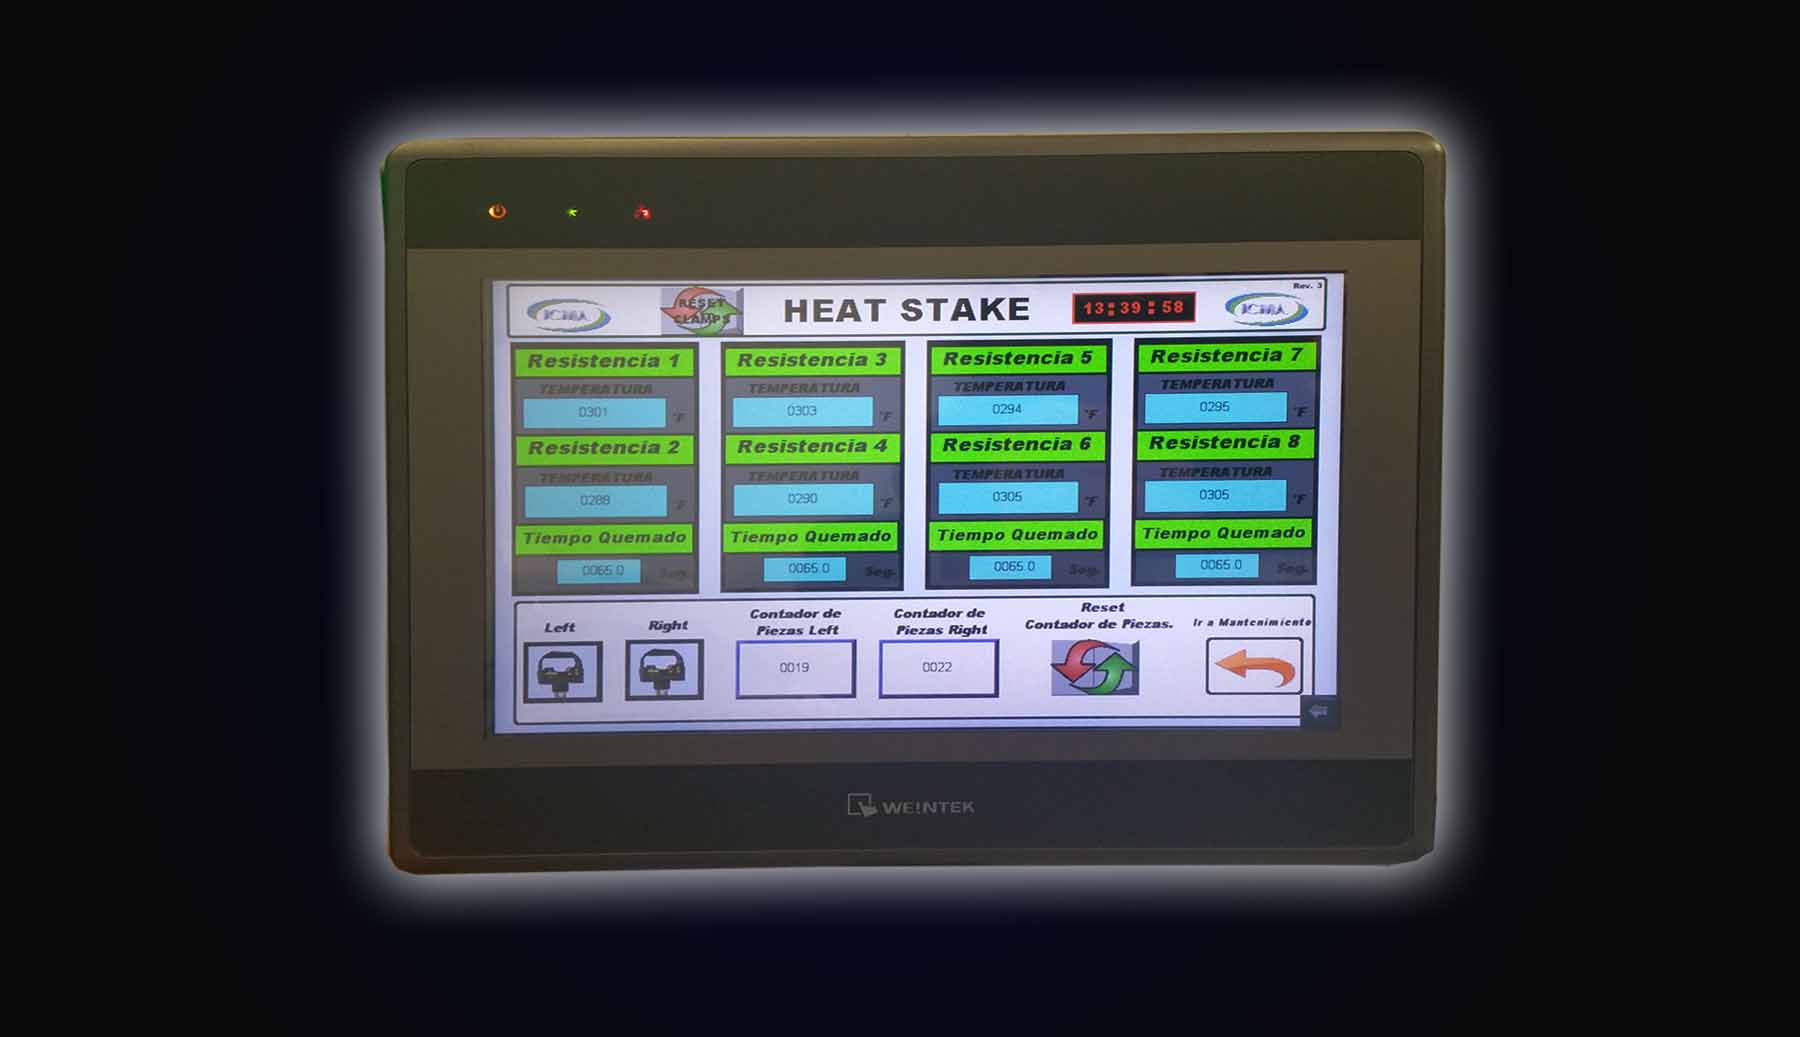 Rev. 3
ICMA
RESET
CLAMPS
HEAT STAKE
13:39:58
ICMA
Resistencia 1
TEMPERATURA
0301 °F
Resistencia 2
TEMPERATURA
0288 °F
Tiempo Quemado
0065.0 Seg.
Resistencia 3
TEMPERATURA
0303 °F
Resistencia 4
TEMPERATURA
0290 °F
Tiempo Quemado
0065.0 Seg.
Resistencia 5
TEMPERATURA
0294 °F
Resistencia 6
TEMPERATURA
0305 °F
Tiempo Quemado
0065.0 Seg.
Resistencia 7
TEMPERATURA
0295 °F
Resistencia 8
TEMPERATURA
0305 °F
Tiempo Quemado
0065.0 Seg.
Left
Right
Contador de
Piezas Left
0019
Contador de
Piezas Right
0022
Reset
Contador de Piezas.
Ir a Mantenimiento
WE!NTEK